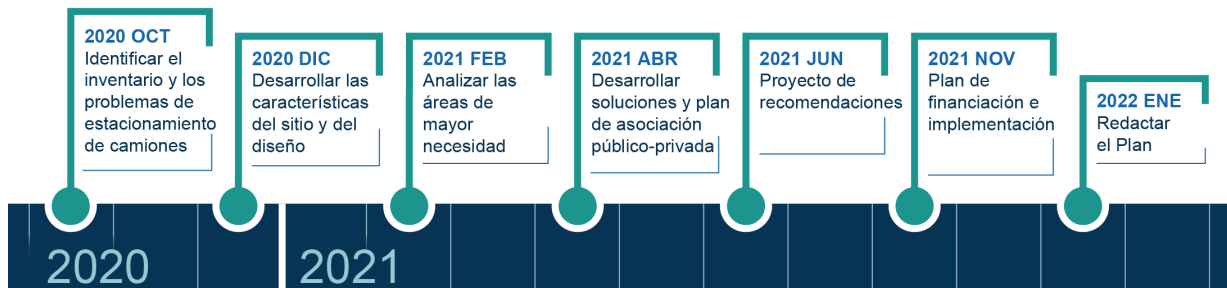 2020 OCT
Identificar el
inventario y los
problemas de
estacionamiento
de camiones
2020 DIC
Desarrollar las
características
del sitio y del
diseño
2021 FEB
Analizar las
áreas de
mayor
necesidad
2021 ABR
Desarrollar
soluciones y plan
de asociación
público-privada
2021 JUN
Proyecto de
recomendaciones
2021 NOV
Plan de
financiación e
implementación
2022 ENE
Redactar
el Plan
2020
2021